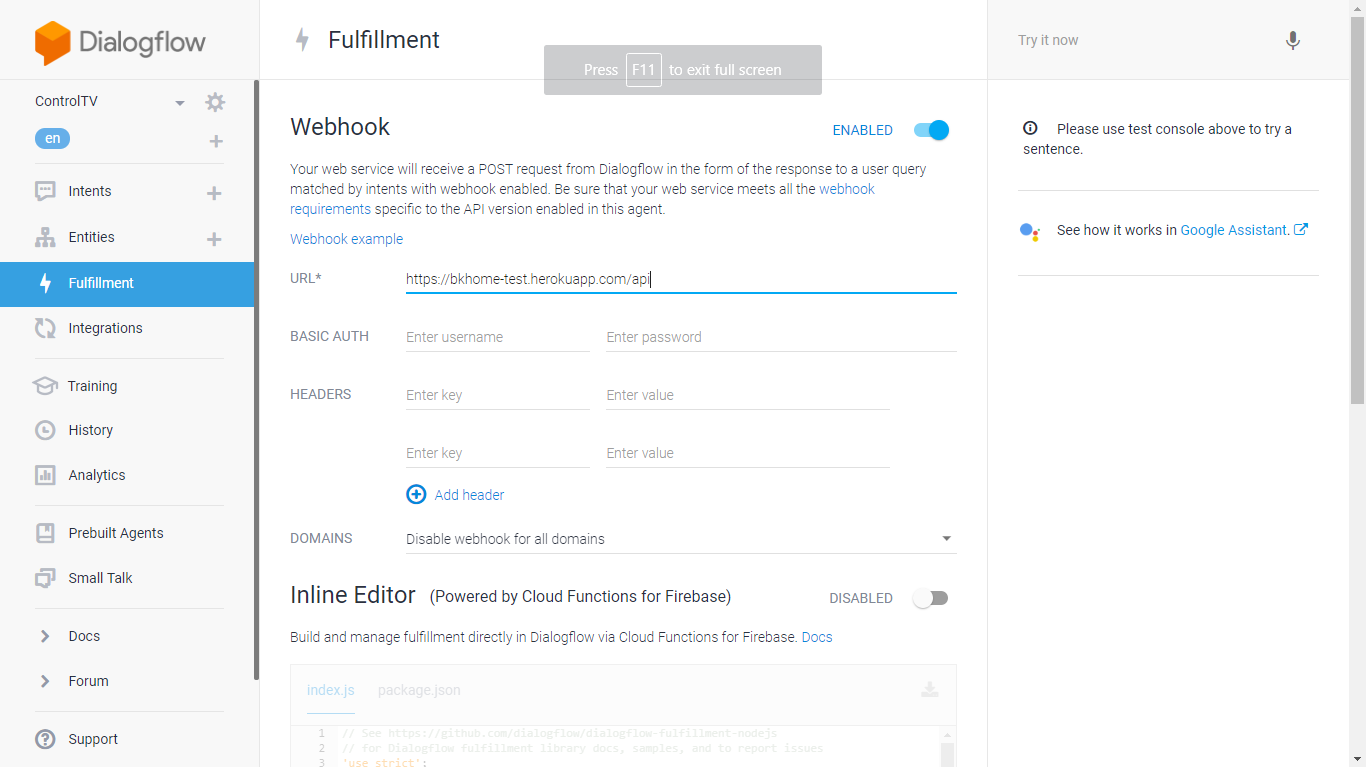 Dialogflow
ControlTV
en
Intents
Entities
Fulfillment
Integrations
Training
History
Analytics
Prebuilt Agents
Small Talk
Docs
Forum
Support
Fulfillment
Press F11 to exit full screen
Webhook
ENABLED
Your web service will receive a POST request from Dialogflow in the form of the response to a user query
matched by intents with webhook enabled. Be sure that your web service meets all the webhook
requirements specific to the API version enabled in this agent.
Webhook example
URL* https://bkhome-test.herokuapp.com/api
BASIC AUTH Enter username Enter password
HEADERS Enter key Enter value
Enter key Enter value
Add header
DOMAINS Disable webhook for all domains
Inline Editor (Powered by Cloud Functions for Firebase) DISABLED
Build and manage fulfillment directly in Dialogflow via Cloud Functions for Firebase. Docs
index.js package.json
1 // See https://github.com/dialogflow/dialogflow-fulfillment-nodejs
2 // for Dialogflow fulfillment library docs, samples, and to report issues
3 'use strict';
Try it now
Please use test console above to try a
sentence.
See how it works in Google Assistant.